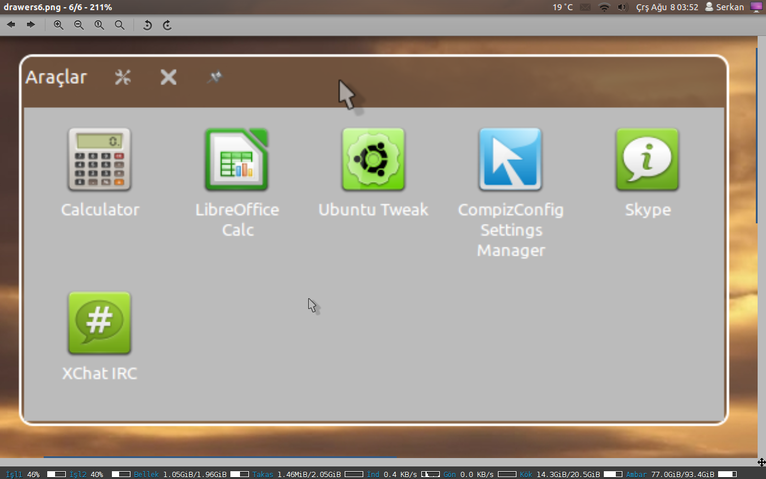 drawers6.png - 6/6 - 211%
19 °C
Çrş Ağu 8 03:52
Serkan
Araçlar
0.
Calculator
LibreOffice
Calc
Ubuntu Tweak
CompizConfig
Settings
Manager
i
Skype
#
XChat IRC
İşl1 46% İşl2 40% Bellek 1.05GiB/1.96GiB Takas 1.46MiB/2.05GiB İnd 0.4 KB/s Gön 0.0 KB/s Kök 14.3GiB/20.5GiB Ambar 77.0GiB/93.4GiB